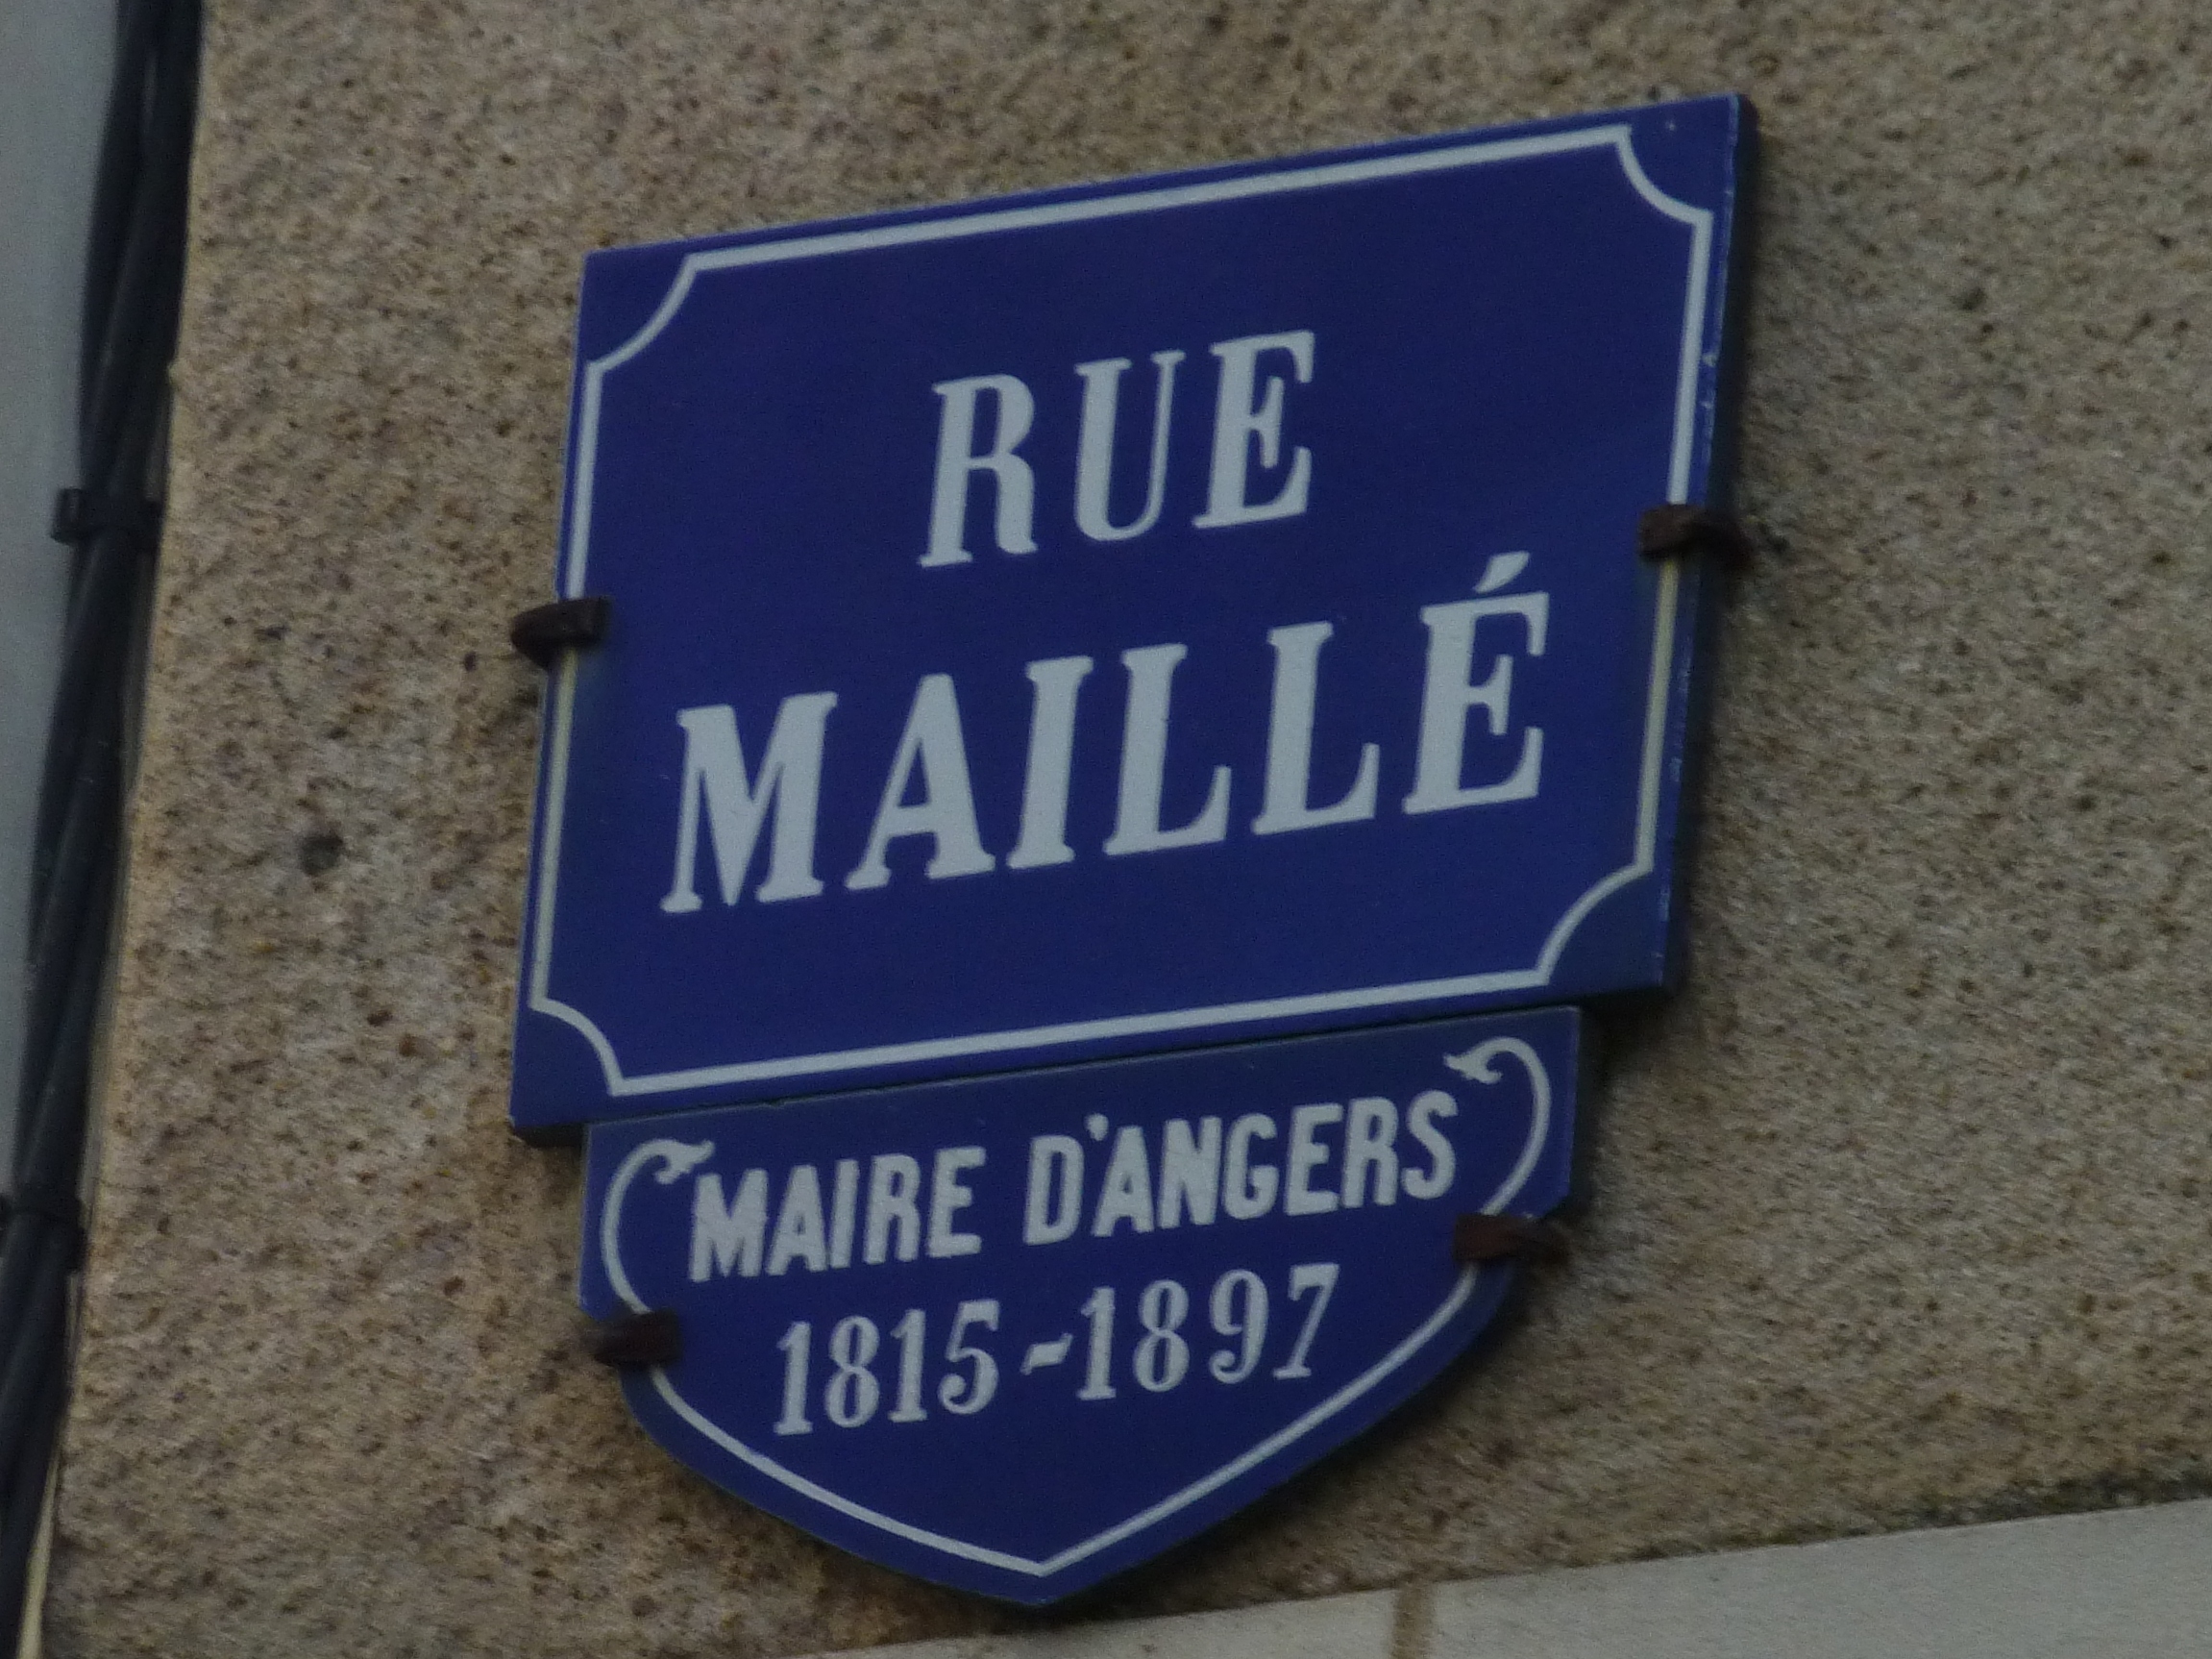 RUE
MAILLÉ
MAIRE D'ANGERS
1815-1897